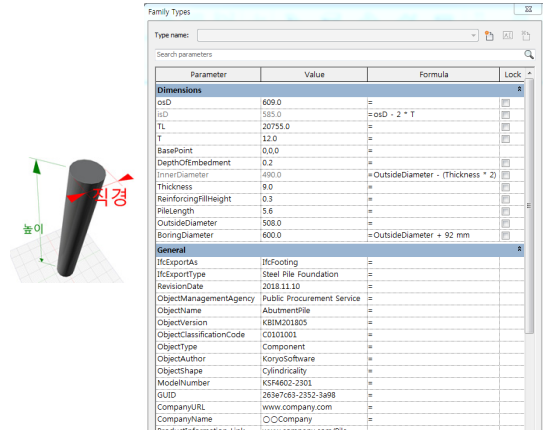 Family Types
Type name:
Search parameters
Parameter Value Formula Lock
Dimensions
osD 609.0 =
isD 585.0 = osD - 2 * T
TL 20755.0 =
T 12.0 =
BasePoint 0,0,0 =
DepthOfEmbedment 0.2 =
InnerDiameter 490.0 = OutsideDiameter - (Thickness * 2)
Thickness 9.0 =
ReinforcingFillHeight 0.3 =
PileLength 5.6 =
OutsideDiameter 508.0 =
BoringDiameter 600.0 = OutsideDiameter + 92 mm
General
IfcExportAs IfcFooting =
IfcExportType Steel Pile Foundation =
RevisionDate 2018.11.10 =
ObjectManagementAgency Public Procurement Service =
ObjectName AbutmentPile =
ObjectVersion KBIM201805 =
ObjectClassificationCode C0101001 =
ObjectType Component =
ObjectAuthor KoryoSoftware =
ObjectShape Cylindricality =
ModelNumber KSF4602-2301 =
GUID 263e7c63-2352-3a98 =
CompanyURL www.company.com =
CompanyName ○○Company =
직경
높이